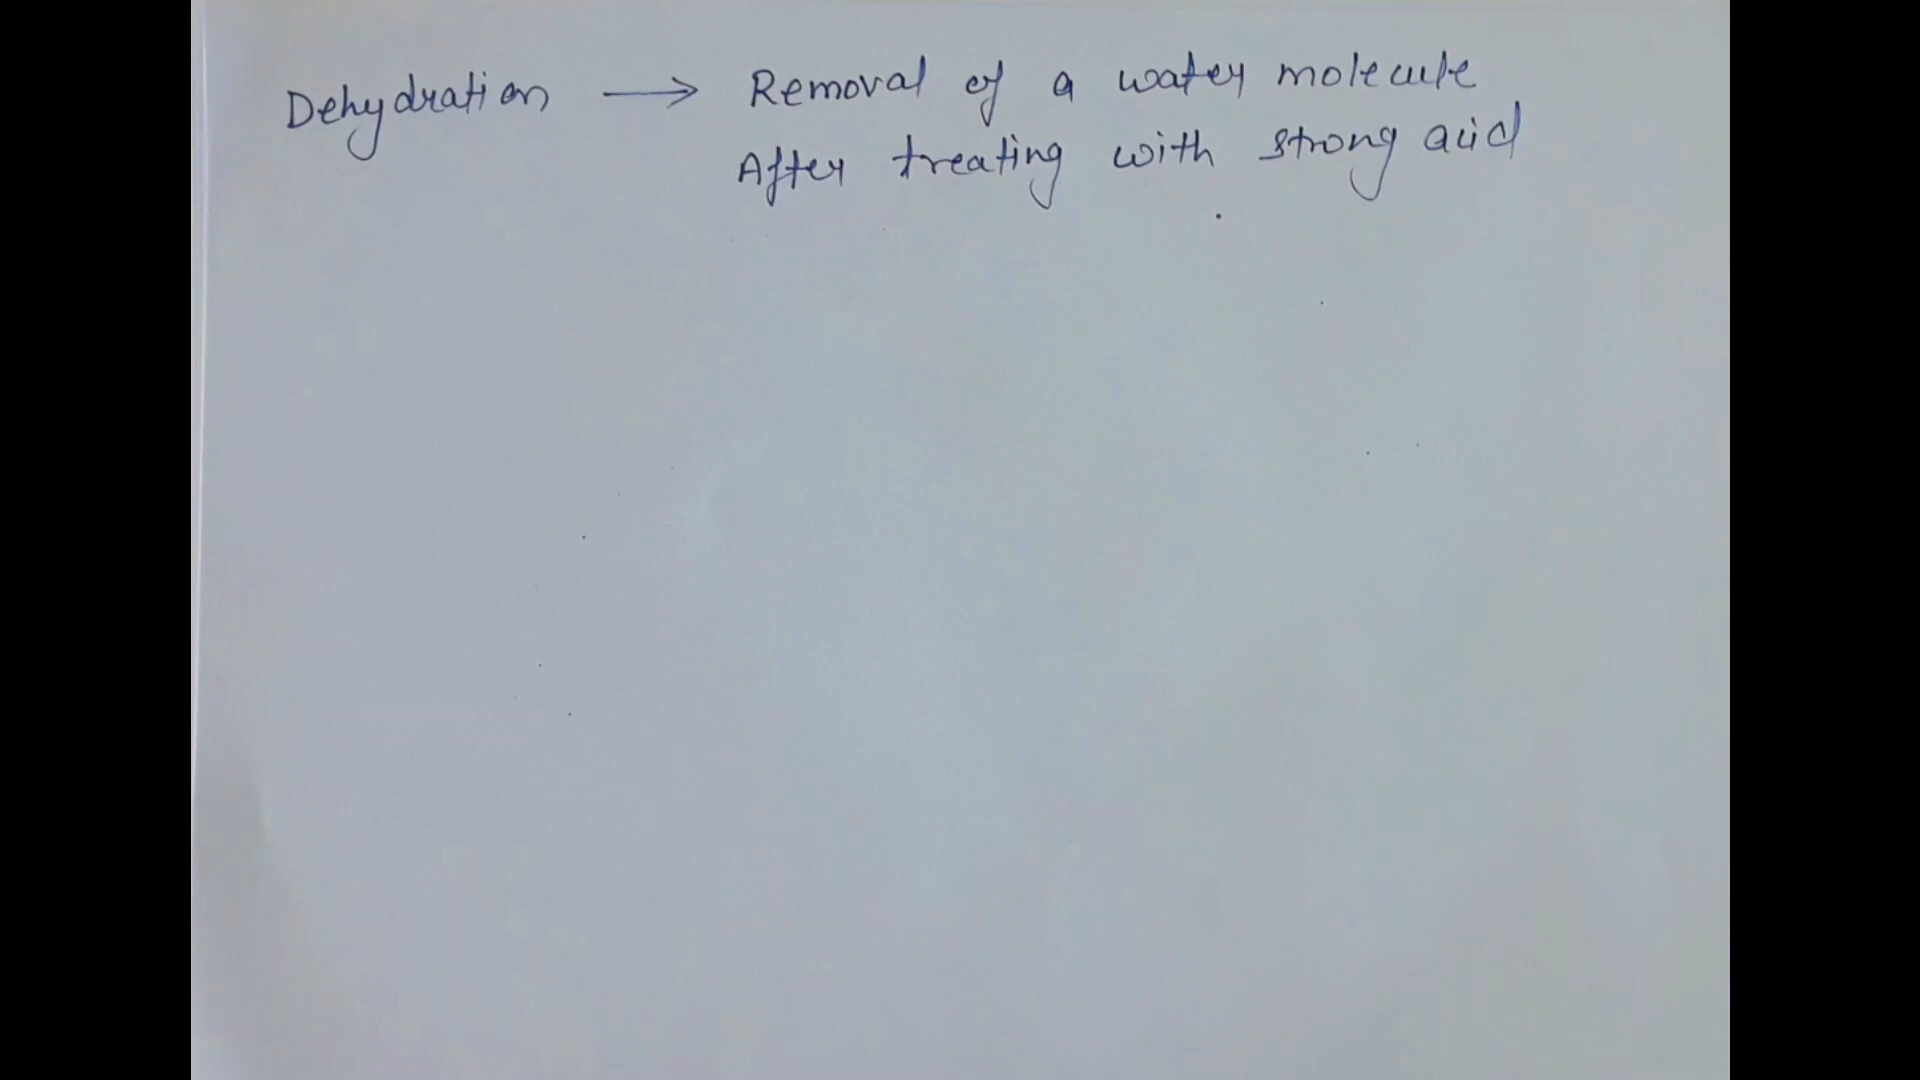 Dehydration → Removal of a water molecule
After treating with strong acid